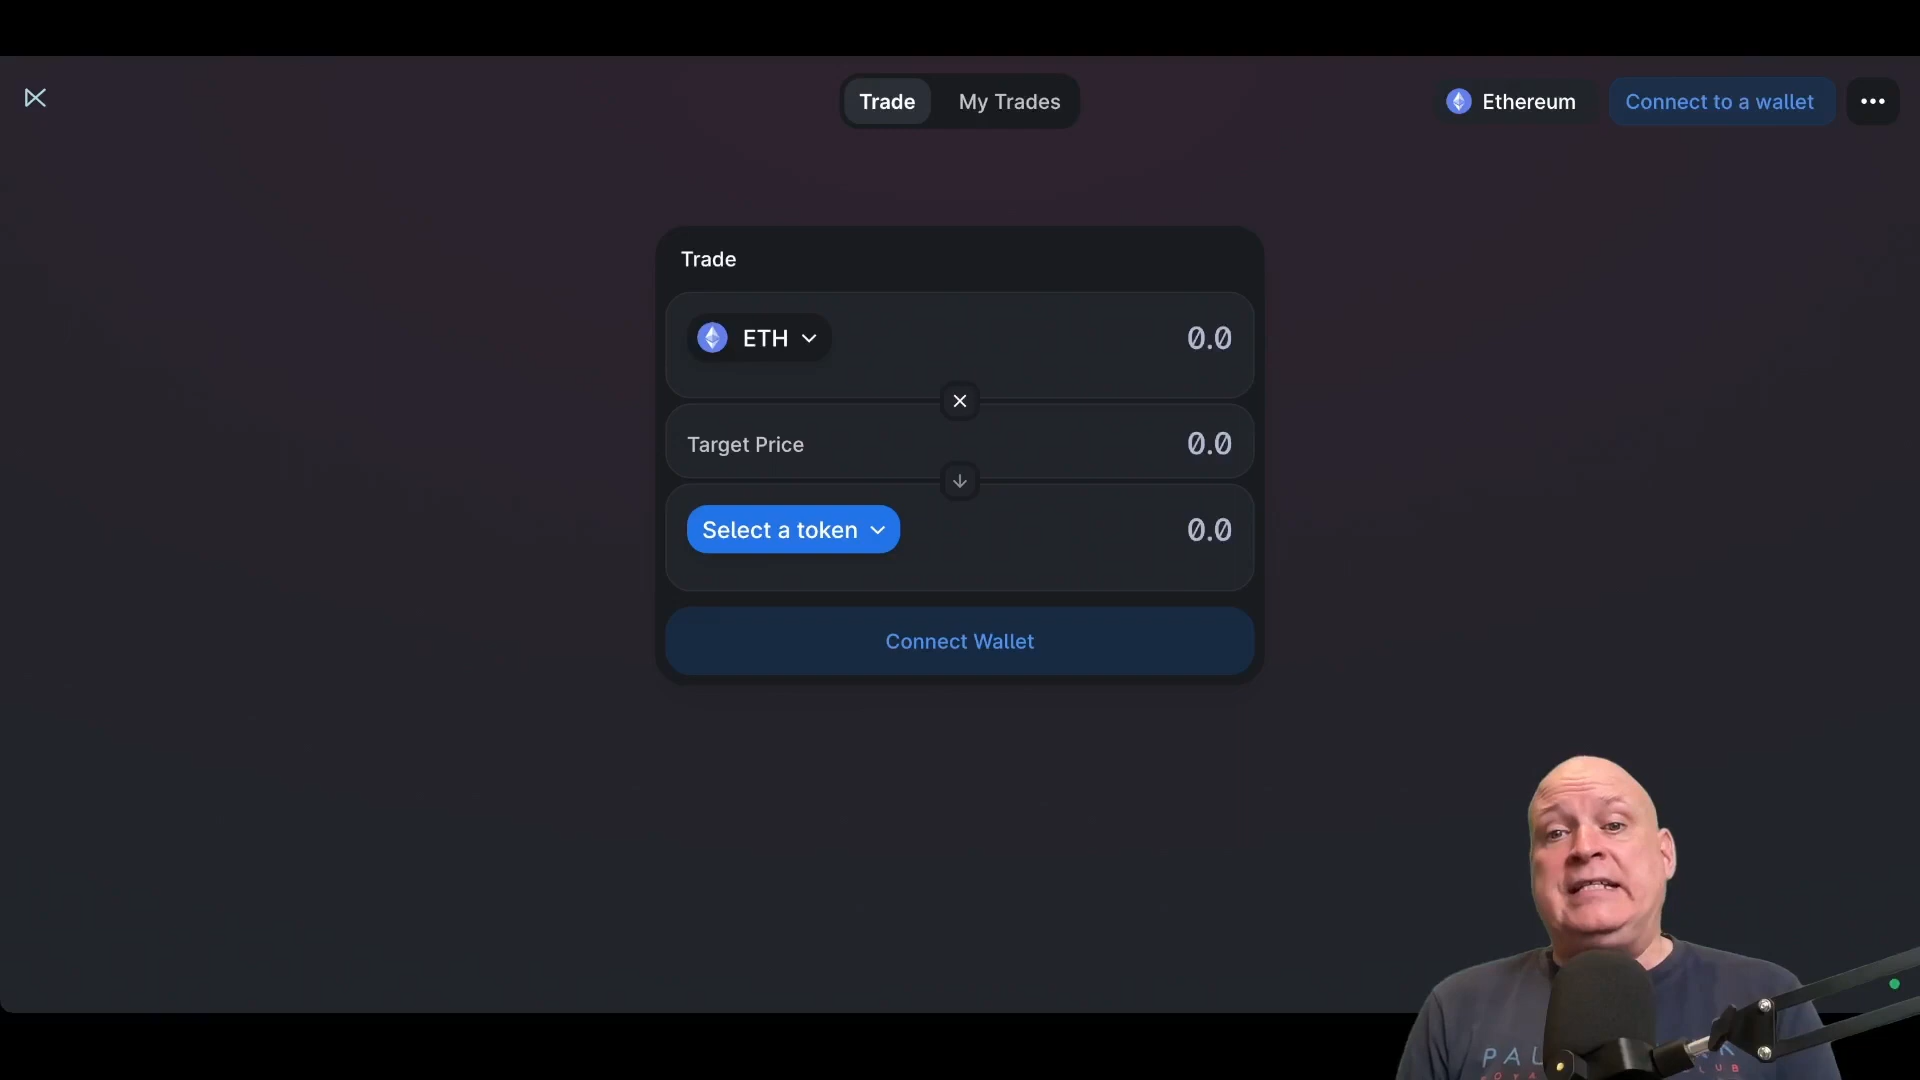 Trade My Trades Ethereum Connect to a wallet
Trade
ETH 0.0
Target Price 0.0
Select a token 0.0
Connect Wallet